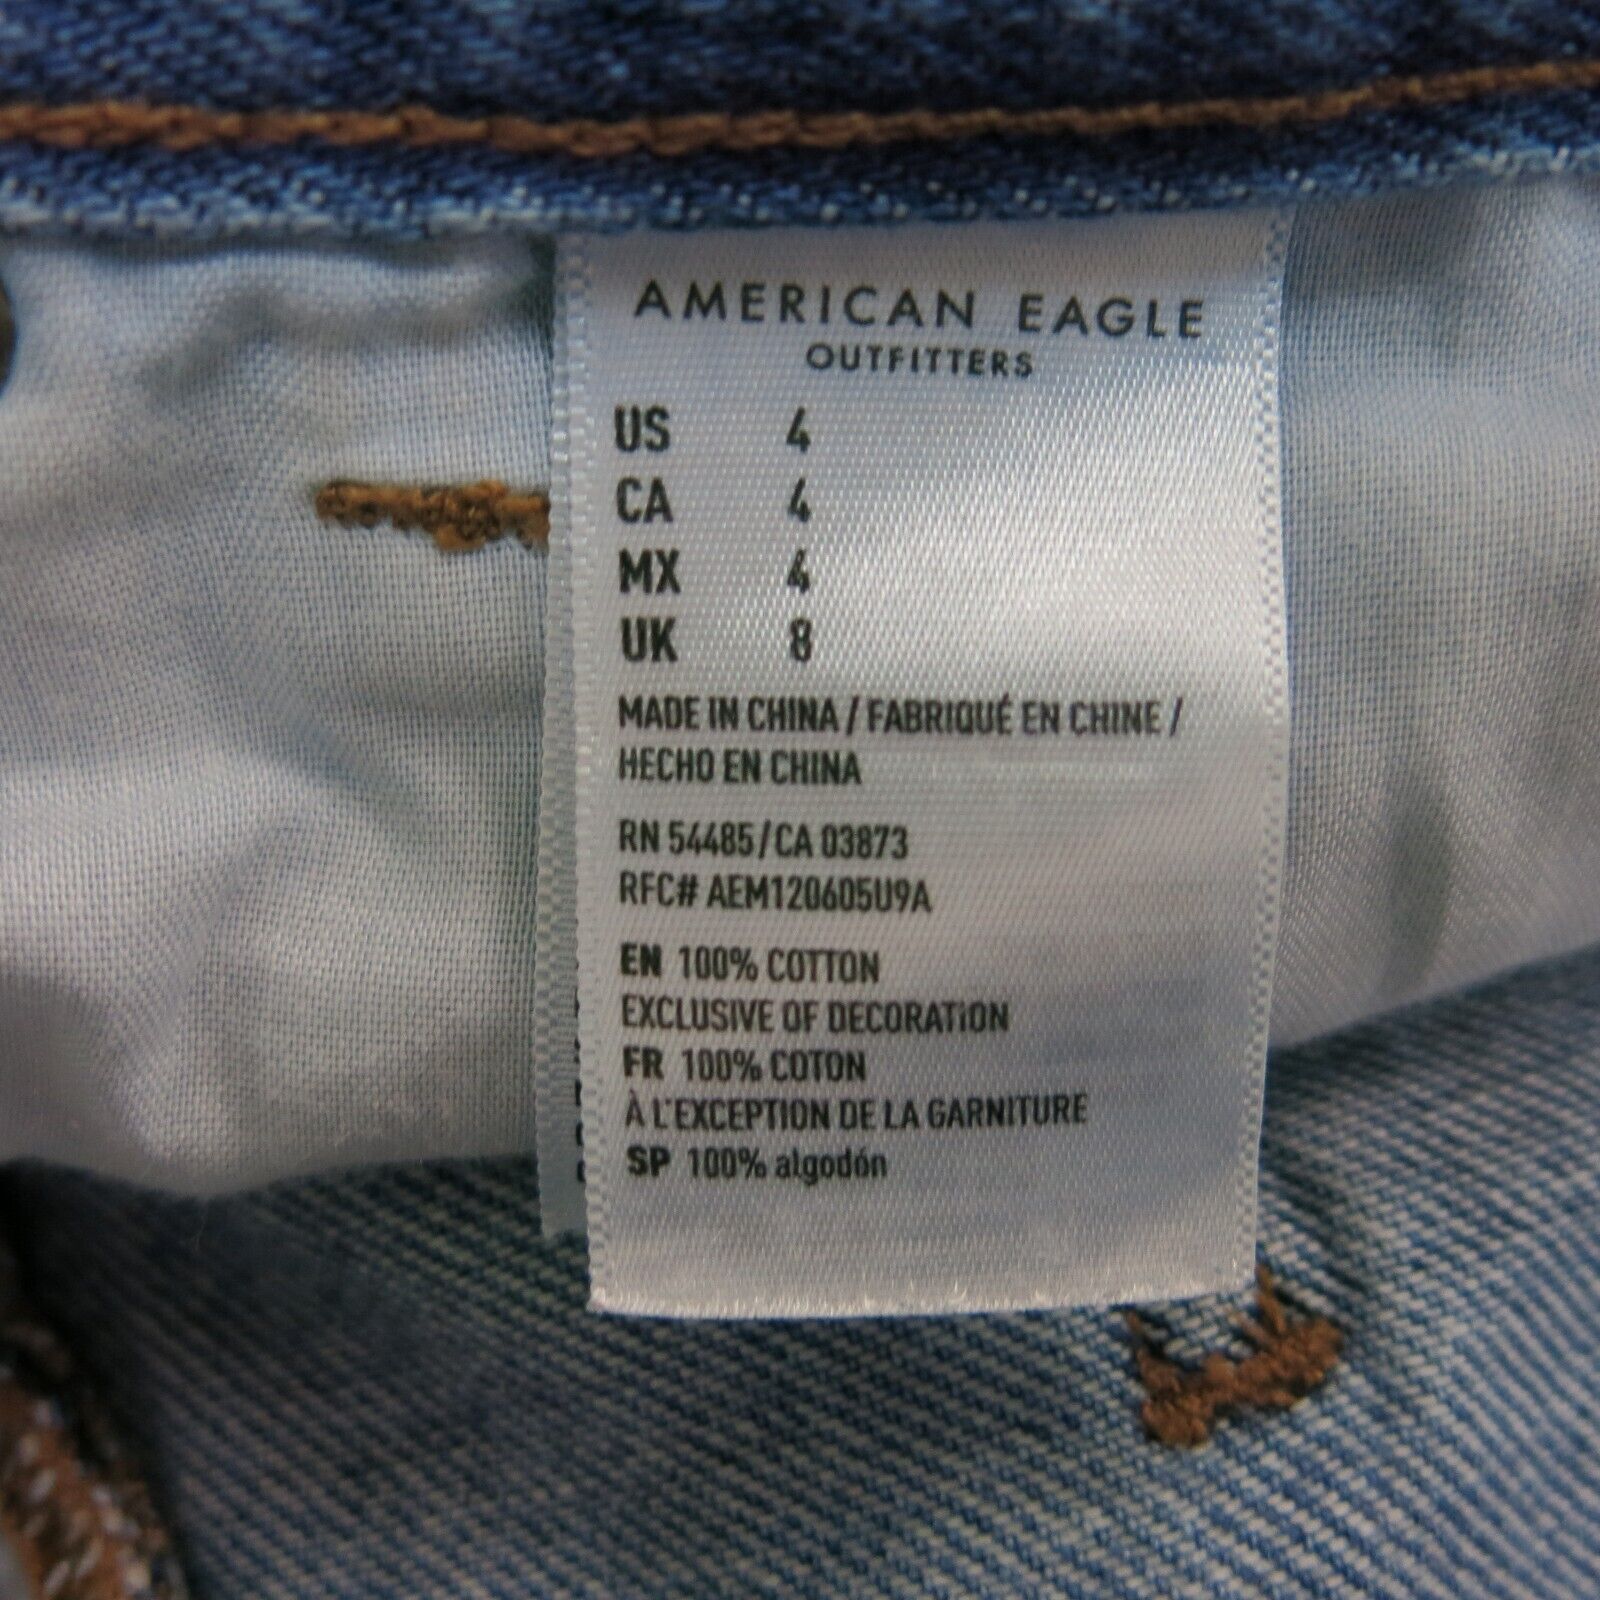 AMERICAN EAGLE
OUTFITTERS
US 4
CA 4
MX 4
UK 8
MADE IN CHINA / FABRIQUÉ EN CHINE /
HECHO EN CHINA
RN 54485/CA 03873
RFC# AEM120605U9A
EN 100% COTTON
EXCLUSIVE OF DECORATION
FR 100% COTON
À L'EXCEPTION DE LA GARNITURE
SP 100% algodón